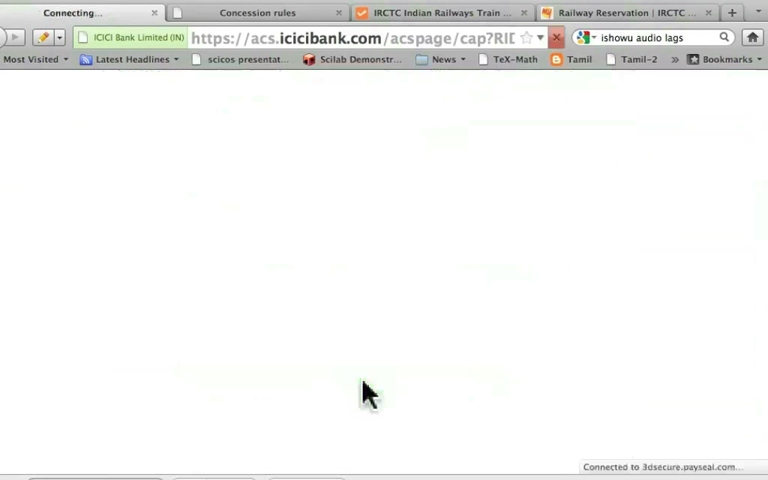 Connecting... Concession rules IRCTC Indian Railways Train ... Railway Reservation | IRCTC ...
ICICI Bank Limited (IN) https://acs.icicibank.com/acspage/cap?RID ishowu audio lags
Most Visited Latest Headlines scicos presentat... Scilab Demonstr... News TeX-Math Tamil Tamil-2 » Bookmarks
Connected to 3dsecure.payseal.com...